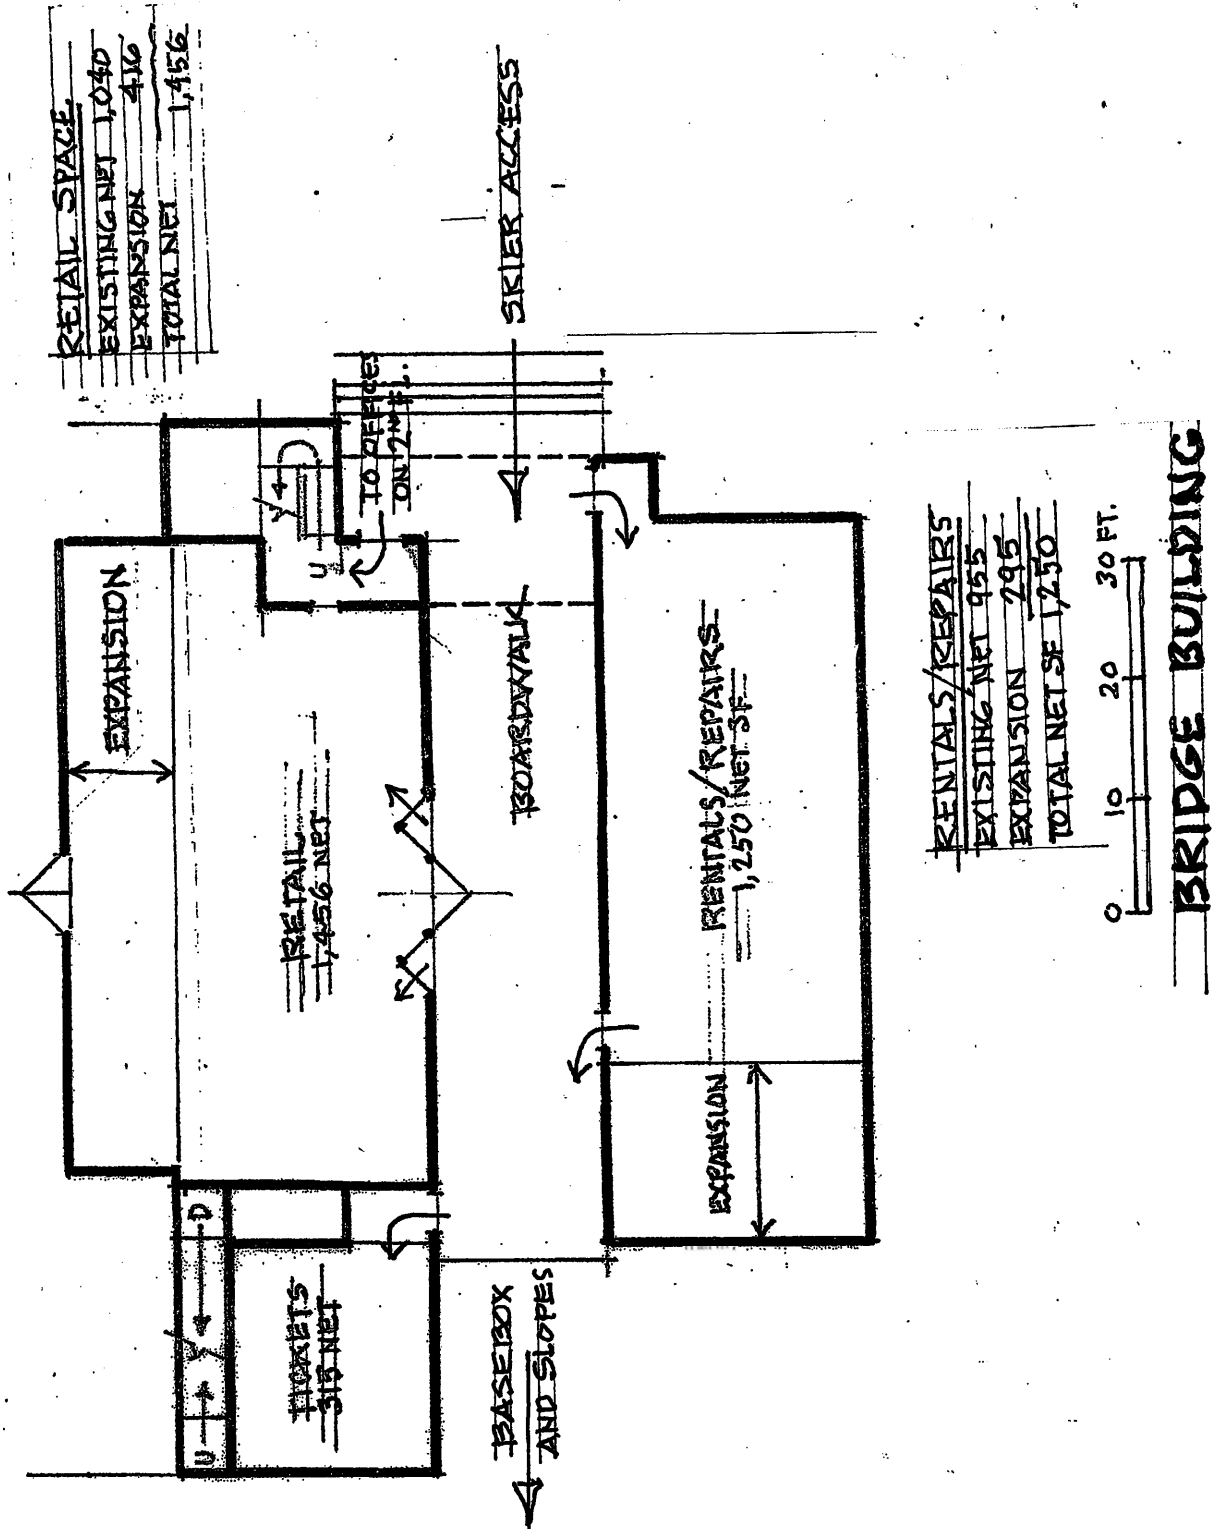 RETAIL SPACE
EXISTING NET 1,040
EXPANSION 416
TOTAL NET 1,456
EXPANSION
RETAIL
1,456 NET
U
TO OFFICES
ON 2ND FL.
SKIER ACCESS
BOARDWALK
U
D
TICKETS
315 NET
BASEBOX
AND SLOPES
EXPANSION
RENTALS/REPAIRS
1,250 NET SF
RENTALS/REPAIRS
EXISTING NET 955
EXPANSION 295
TOTAL NET SF 1,250
0 10 20 30 FT.
BRIDGE BUILDING